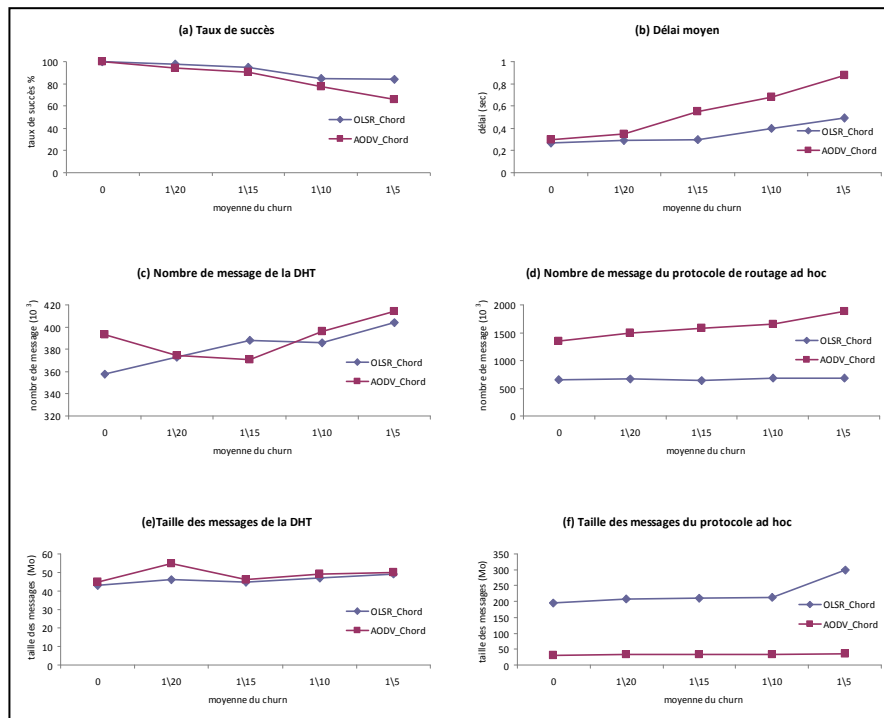 (a) Taux de succès
taux de succès %
100
80
60
40
20
0
0 1\20 1\15 1\10 1\5
moyenne du churn
OLSR_Chord
AODV_Chord
(b) Délai moyen
délai (sec)
1
0,8
0,6
0,4
0,2
0
0 1\20 1\15 1\10 1\5
moyenne du churn
OLSR_Chord
AODV_Chord
(c) Nombre de message de la DHT
nombre de message (10 ³)
420
400
380
360
340
320
0 1\20 1\15 1\10 1\5
moyenne du churn
OLSR_Chord
AODV_Chord
(d) Nombre de message du protocole de routage ad hoc
nombre de message (10 ³)
2000
1500
1000
500
0
0 1\20 1\15 1\10 1\5
moyenne du churn
OLSR_Chord
AODV_Chord
(e)Taille des messages de la DHT
taille des messages (Mo)
60
50
40
30
20
10
0
0 1\20 1\15 1\10 1\5
moyenne du churn
OLSR_Chord
AODV_Chord
(f) Taille des messages du protocole ad hoc
taille des messages (Mo)
350
300
250
200
150
100
50
0
0 1\20 1\15 1\10 1\5
moyenne du churn
OLSR_Chord
AODV_Chord